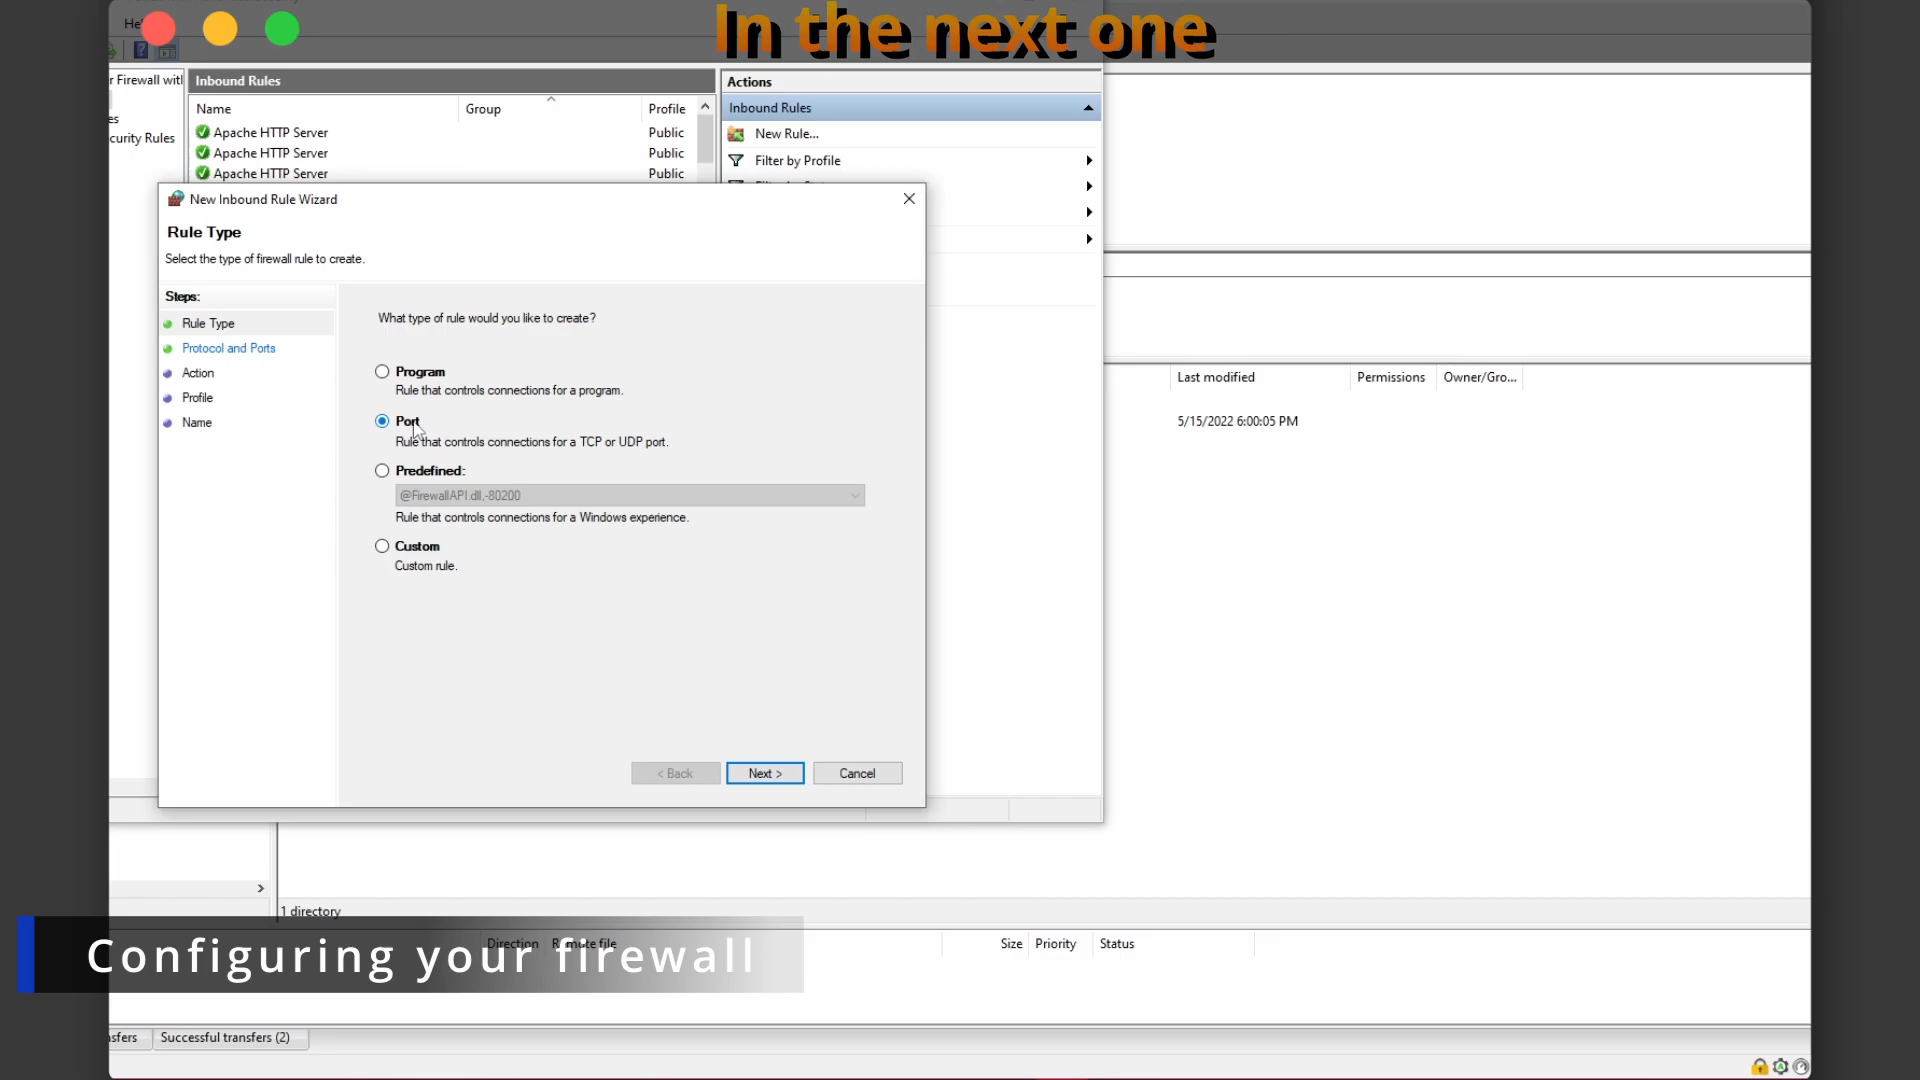 In the next one
He
r Firewall with
es
curity Rules
Inbound Rules
Name
Group
Profile
Apache HTTP Server
Public
Apache HTTP Server
Public
Apache HTTP Server
Public
Actions
Inbound Rules
New Rule...
Filter by Profile
New Inbound Rule Wizard
Rule Type
Select the type of firewall rule to create.
Steps:
Rule Type
Protocol and Ports
Action
Profile
Name
What type of rule would you like to create?
Program
Rule that controls connections for a program.
Port
Rule that controls connections for a TCP or UDP port.
Predefined:
@FirewallAPI.dll,-80200
Rule that controls connections for a Windows experience.
Custom
Custom rule.
< Back
Next >
Cancel
Last modified
Permissions
Owner/Gro...
5/15/2022 6:00:05 PM
1 directory
Direction
Remote file
Size
Priority
Status
Configuring your firewall
nsfers
Successful transfers (2)